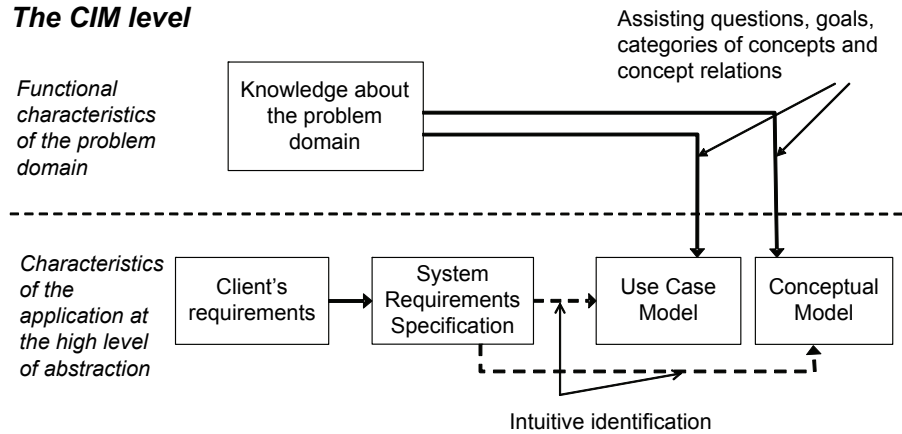 The CIM level
Assisting questions, goals,
categories of concepts and
concept relations
Functional
characteristics
of the problem
domain
Knowledge about
the problem
domain
Characteristics
of the
application at
the high level
of abstraction
Client's
requirements
System
Requirements
Specification
Use Case
Model
Conceptual
Model
Intuitive identification